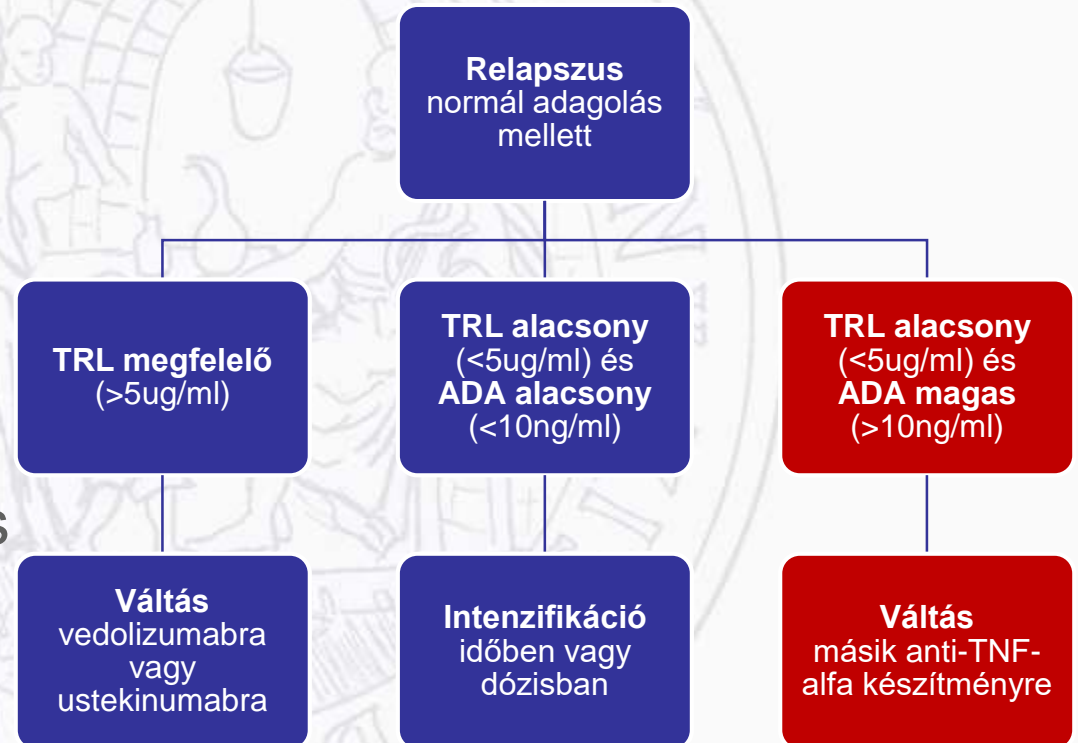 Relapszus
normál adagolás
mellett
TRL megfelelő
(>5ug/ml)
TRL alacsony
(<5ug/ml) és
ADA alacsony
(<10ng/ml)
TRL alacsony
(<5ug/ml) és
ADA magas
(>10ng/ml)
s
Váltás
vedolizumabra
vagy
ustekinumabra
Intenzifikáció
időben vagy
dózisban
Váltás
másik anti-TNF-
alfa készítményre